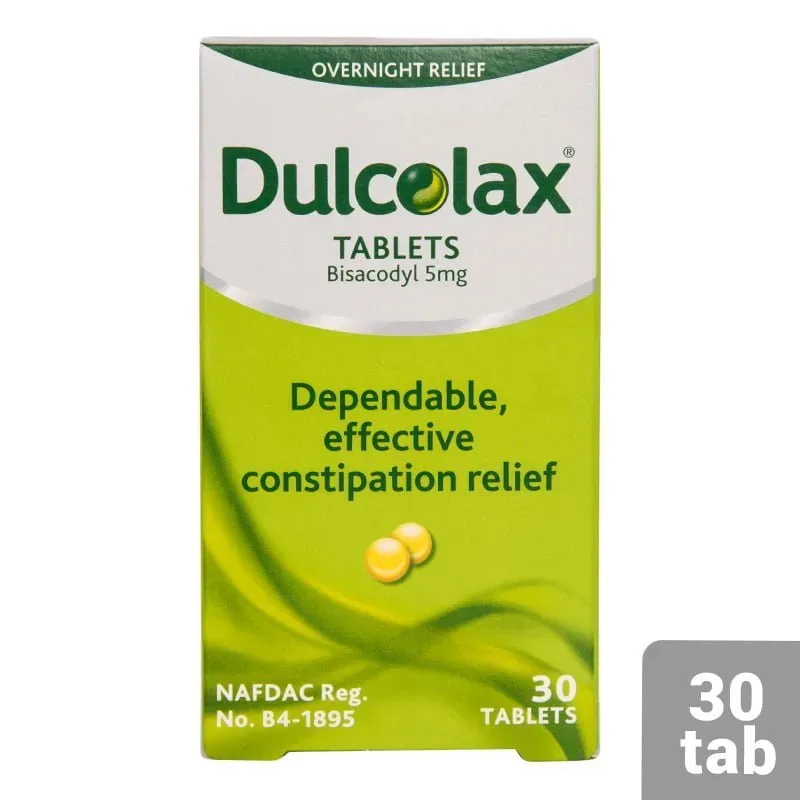 OVERNIGHT RELIEF
Dulcolax®
TABLETS
Bisacodyl 5mg
Dependable,
effective
constipation relief
NAFDAC Reg.
No. B4-1895
30
TABLETS
30
tab